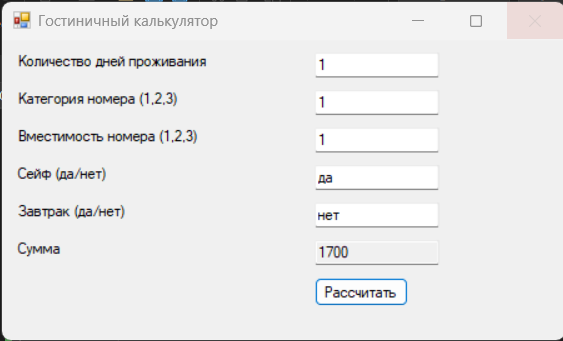 Гостиничный калькулятор
Количество дней проживания 1
Категория номера (1,2,3) 1
Вместимость номера (1,2,3) 1
Сейф (да/нет) да
Завтрак (да/нет) нет
Сумма 1700
Рассчитать